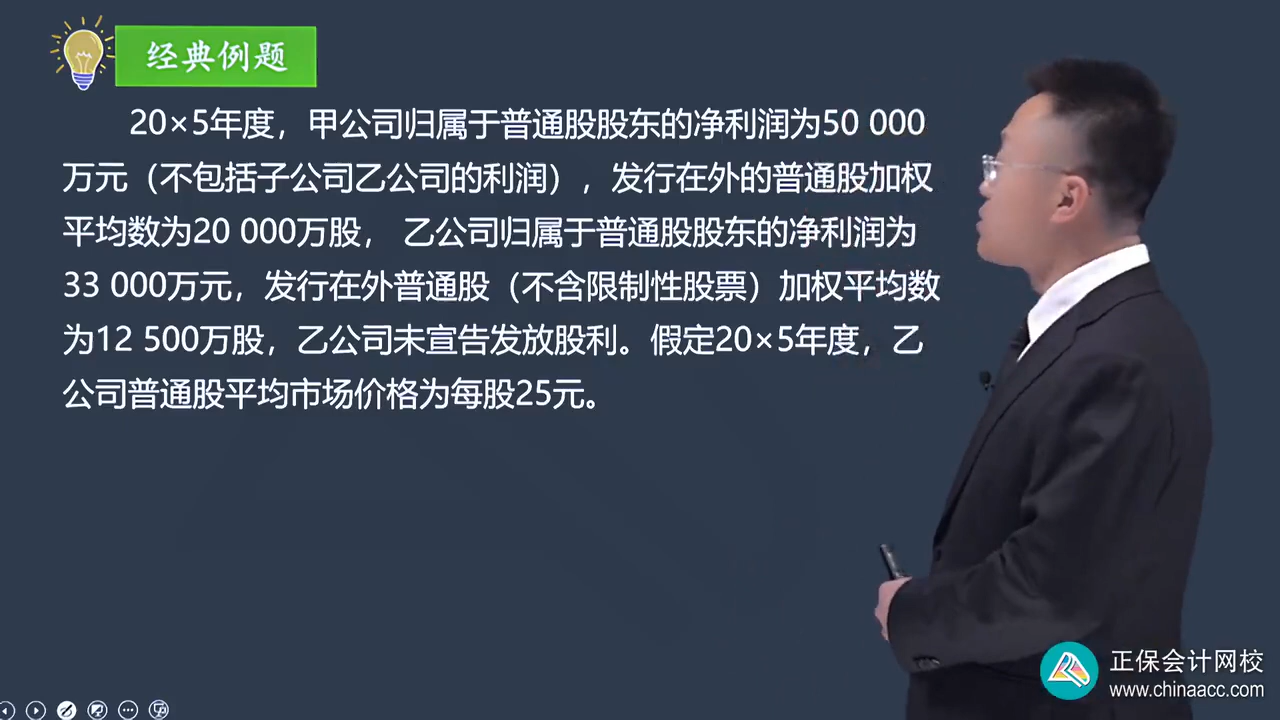 经典例题
20×5年度，甲公司归属于普通股股东的净利润为50 000
万元（不包括子公司乙公司的利润），发行在外的普通股加权
平均数为20 000万股， 乙公司归属于普通股股东的净利润为
33 000万元，发行在外普通股（不含限制性股票）加权平均数
为12 500万股，乙公司未宣告发放股利。假定20×5年度，乙
公司普通股平均市场价格为每股25元。
正保会计网校
www.chinaacc.com